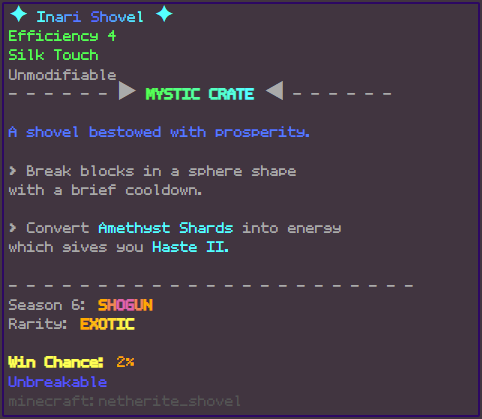 ✦ Inari Shovel ✦
Efficiency 4
Silk Touch
Unmodifiable
- - - - - - ▶ MYSTIC CRATE ◀ - - - - - -
A shovel bestowed with prosperity.
> Break blocks in a sphere shape
with a brief cooldown.
> Convert Amethyst Shards into energy
which gives you Haste II.
- - - - - - - - - - - - - - - - - - - - - - - -
Season 6: SHOGUN
Rarity: EXOTIC
Win Chance: 2%
Unbreakable
minecraft:netherite_shovel